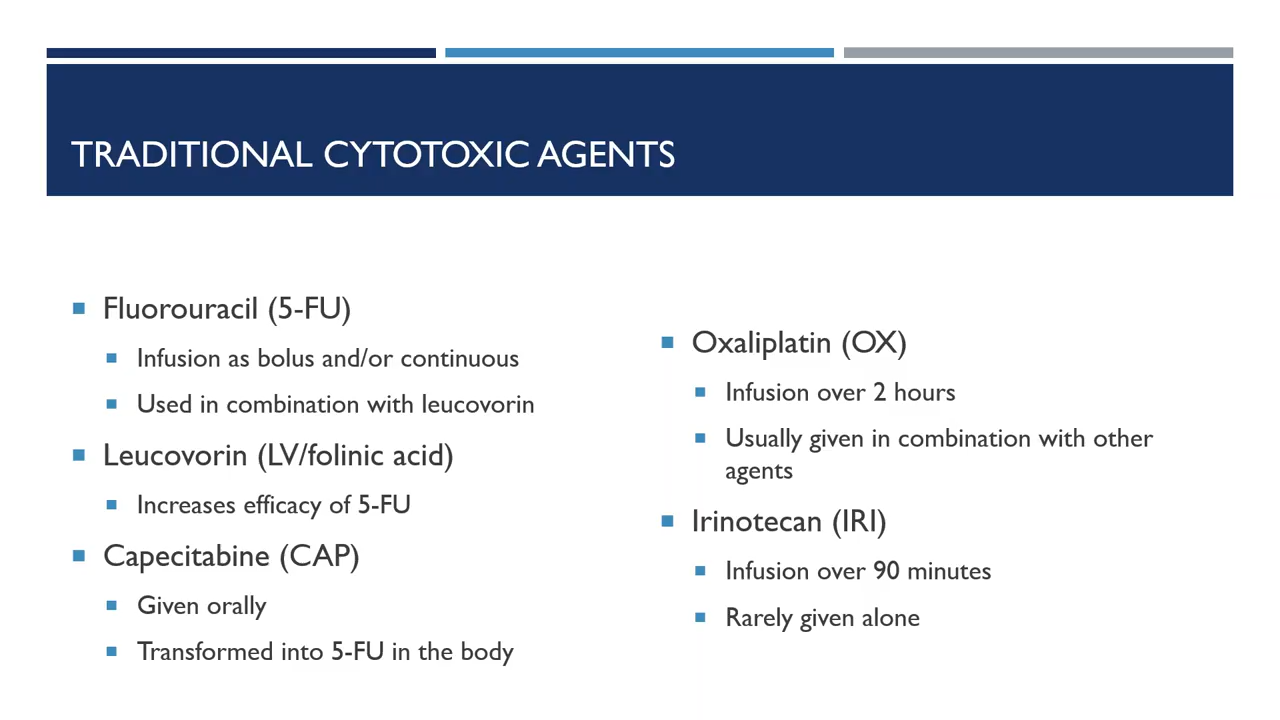 TRADITIONAL CYTOTOXIC AGENTS
Fluorouracil (5-FU)
Infusion as bolus and/or continuous
Used in combination with leucovorin
Leucovorin (LV/folinic acid)
Increases efficacy of 5-FU
Capecitabine (CAP)
Given orally
Transformed into 5-FU in the body
Oxaliplatin (OX)
Infusion over 2 hours
Usually given in combination with other
agents
Irinotecan (IRI)
Infusion over 90 minutes
Rarely given alone